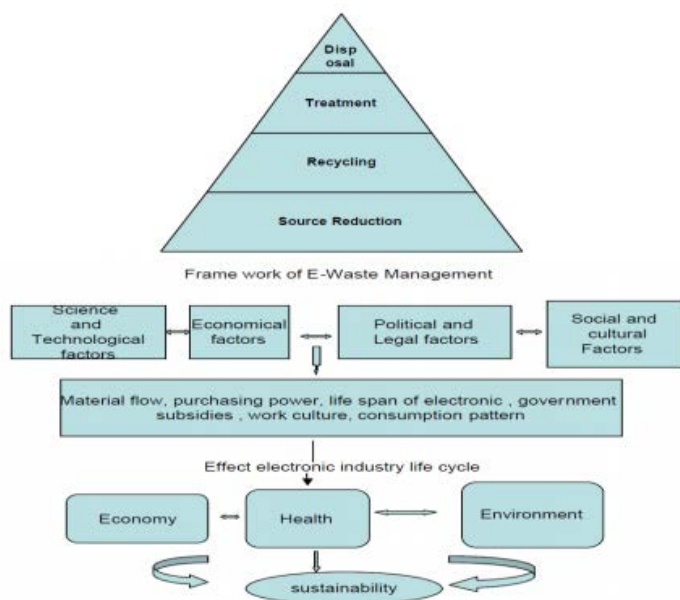 Disp
osal
Treatment
Recycling
Source Reduction
Frame work of E-Waste Management
Science
and
Technological
factors
Economical
factors
Political and
Legal factors
Social and
cultural
Factors
Material flow, purchasing power, life span of electronic , government
subsidies , work culture, consumption pattern
Effect electronic industry life cycle
Economy
Health
Environment
sustainability